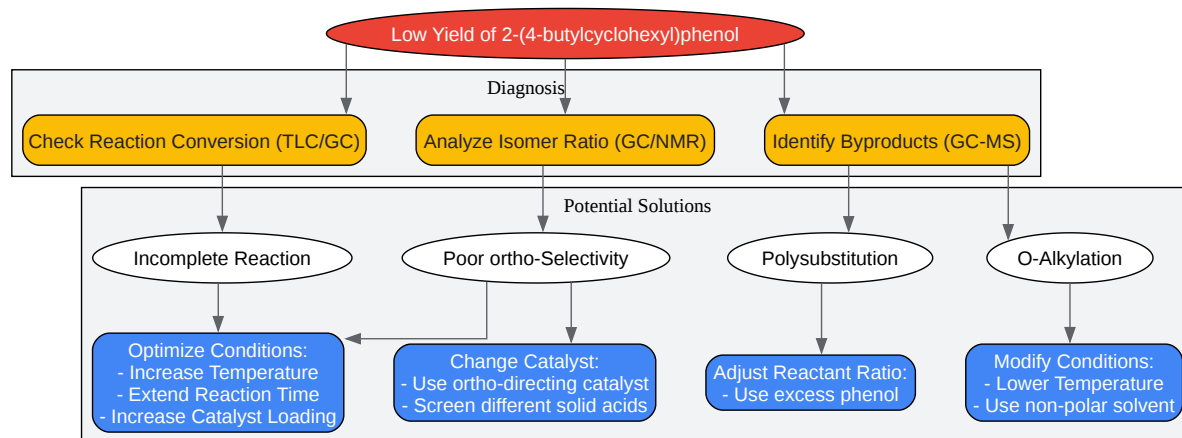 Low Yield of 2-(4-butylcyclohexyl)phenol
Diagnosis
Check Reaction Conversion (TLC/GC)
Analyze Isomer Ratio (GC/NMR)
Identify Byproducts (GC-MS)
Potential Solutions
Incomplete Reaction
Poor ortho-Selectivity
Polysubstitution
O-Alkylation
Optimize Conditions:
- Increase Temperature
- Extend Reaction Time
- Increase Catalyst Loading
Change Catalyst:
- Use ortho-directing catalyst
- Screen different solid acids
Adjust Reactant Ratio:
- Use excess phenol
Modify Conditions:
- Lower Temperature
- Use non-polar solvent